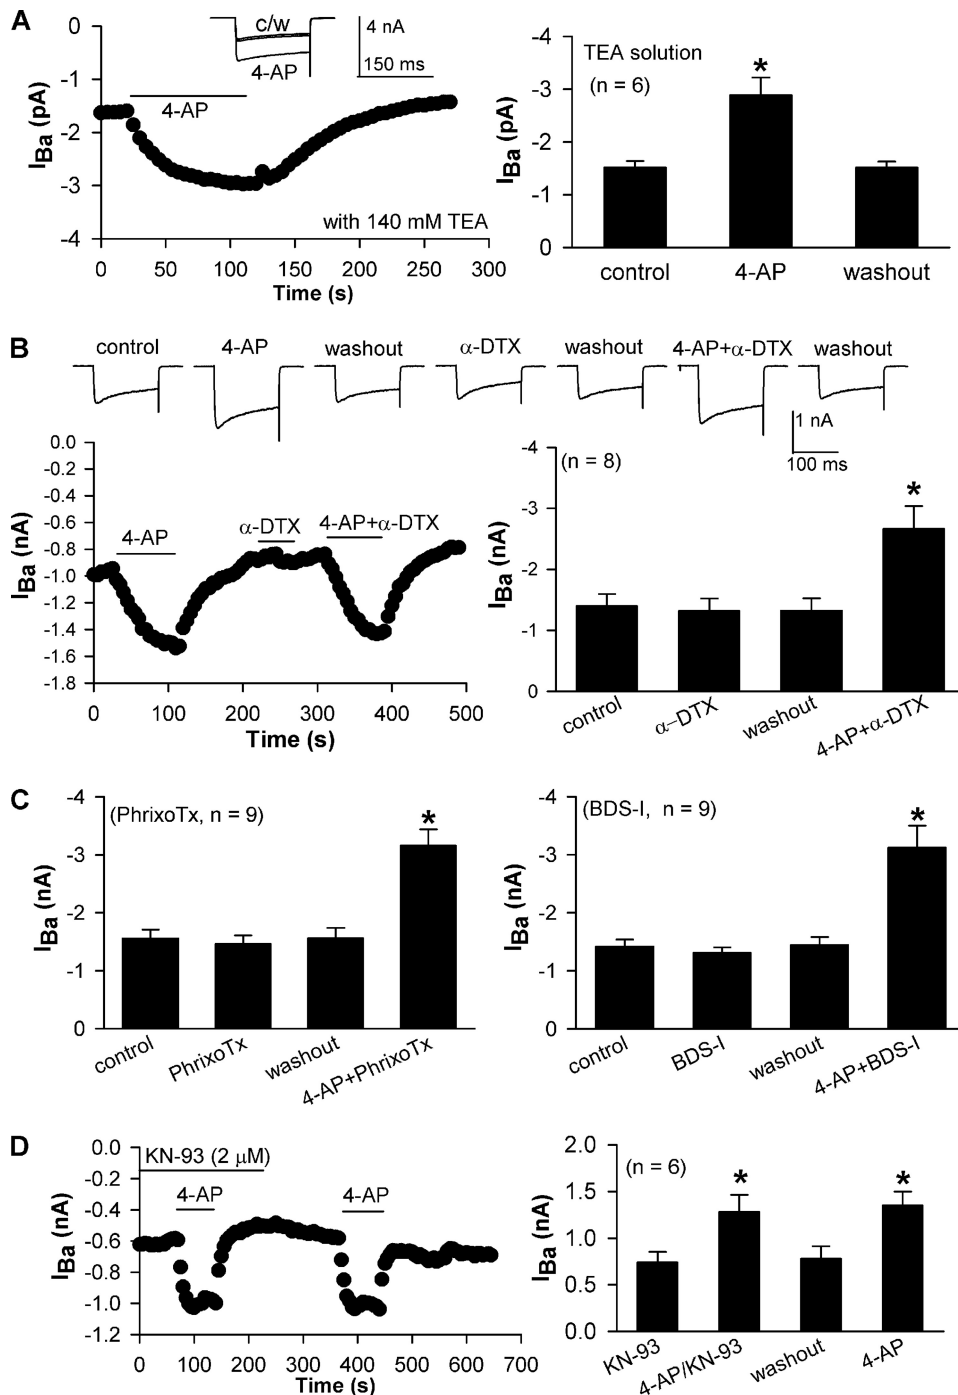 A
c/w
4-AP
4 nA
150 ms
0
-1
-2
-3
-4
I Ba (pA)
4-AP
with 140 mM TEA
0 50 100 150 200 250 300
Time (s)
-4
-3
-2
-1
0
I Ba (pA)
TEA solution
(n = 6)
*
control 4-AP washout
B
control 4-AP washout α-DTX washout 4-AP+α-DTX washout
1 nA
100 ms
0.0
-0.2
-0.4
-0.6
-0.8
-1.0
-1.2
-1.4
-1.6
-1.8
I Ba (nA)
4-AP α-DTX 4-AP+α-DTX
0 100 200 300 400 500
Time (s)
-4
-3
-2
-1
0
I Ba (nA)
(n = 8)
*
control α-DTX washout 4-AP+α-DTX
C
-4
-3
-2
-1
0
I Ba (nA)
(PhrixoTx, n = 9)
*
control PhrixoTx washout 4-AP+PhrixoTx
-4
-3
-2
-1
0
I Ba (nA)
(BDS-I, n = 9)
*
control BDS-I washout 4-AP+BDS-I
D
0.0
-0.2
-0.4
-0.6
-0.8
-1.0
-1.2
I Ba (nA)
KN-93 (2 μM)
4-AP 4-AP
0 100 200 300 400 500 600 700
Time (s)
2.0
1.5
1.0
0.5
0.0
I Ba (nA)
(n = 6)
* *
KN-93 4-AP/KN-93 washout 4-AP